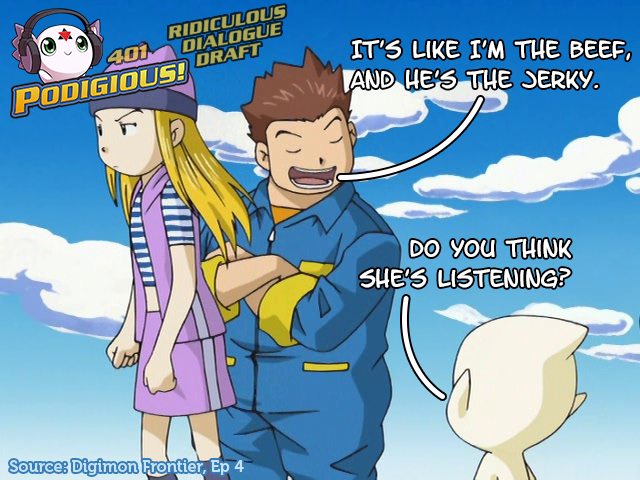 401
PODIGIOUS!
RIDICULOUS
DIALOGUE
DRAFT
IT'S LIKE I'M THE BEEF,
AND HE'S THE JERKY.
DO YOU THINK
SHE'S LISTENING?
Source: Digimon Frontier, Ep 4